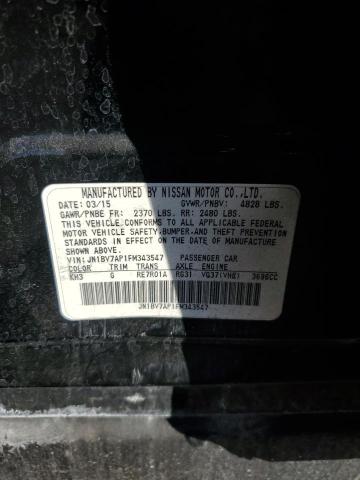 MANUFACTURED BY NISSAN MOTOR CO.,LTD.
DATE: 03/15 GVWR/PNBV: 4828 LBS.
GAWR/PNBE FR: 2370 LBS. RR: 2480 LBS.
THIS VEHICLE CONFORMS TO ALL APPLICABLE FEDERAL
MOTOR VEHICLE SAFETY,BUMPER,AND THEFT PREVENTION
STANDARDS IN EFFECT ON THE DATE OF MANUFACTURE
SHOWN ABOVE.
VIN: JN1BV7AP1FM343547 PASSENGER CAR
COLOR TRIM TRANS AXLE ENGINE
KH3 G RE7R01A RG31 VQ37(VHR) 3696CC
JN1BV7AP1FM343547